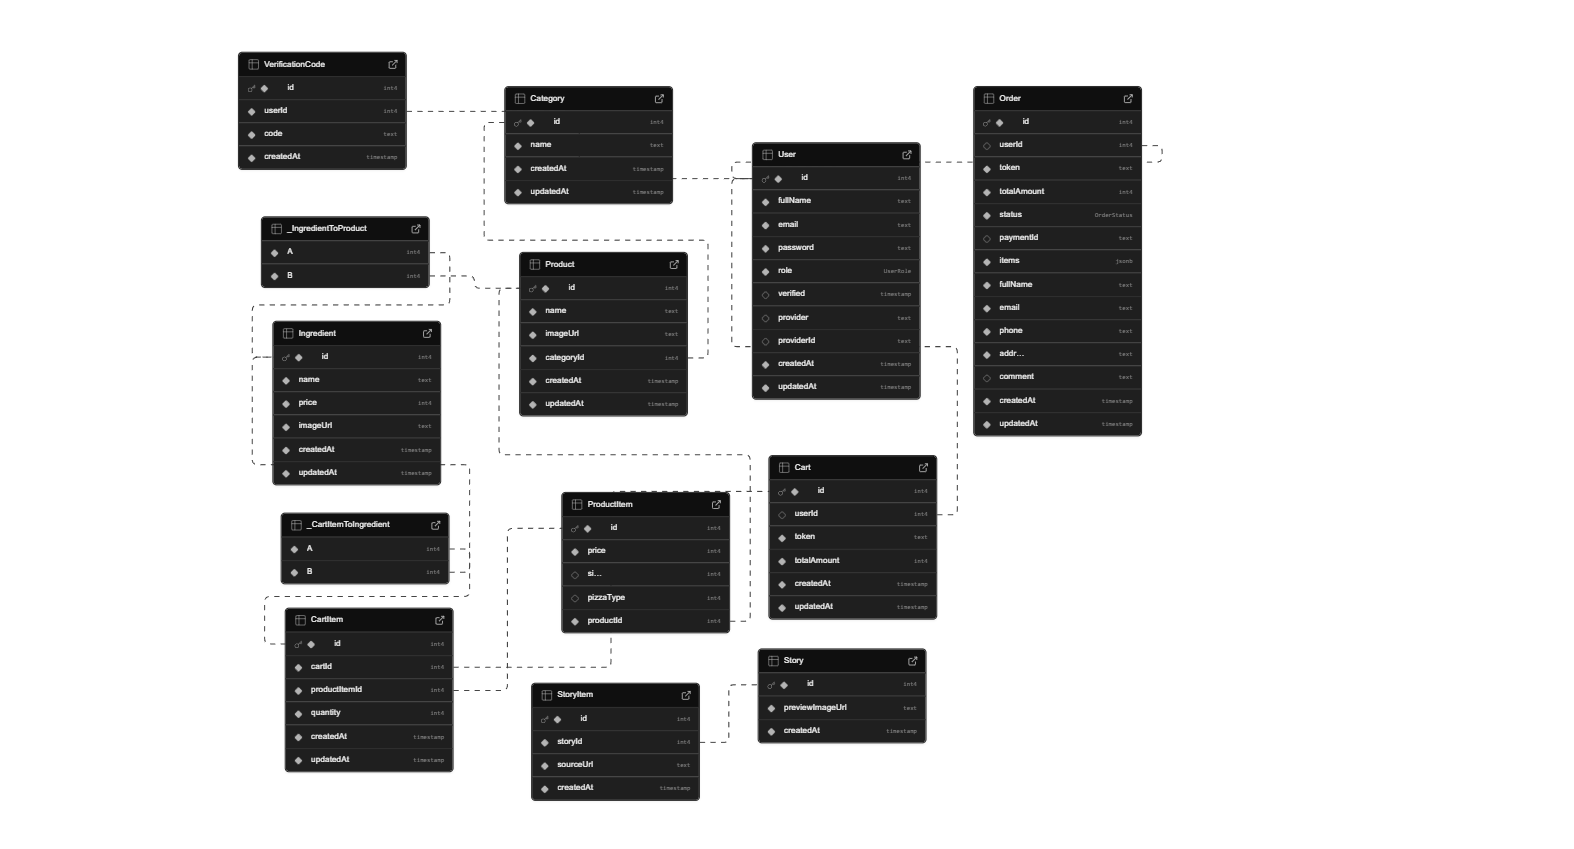 VerificationCode
id int4
userId int4
code text
createdAt timestamp
Category
id int4
name text
createdAt timestamp
updatedAt timestamp
User
id int4
fullName text
email text
password text
role UserRole
verified timestamp
provider text
providerId text
createdAt timestamp
updatedAt timestamp
Order
id int4
userId int4
token text
totalAmount int4
status OrderStatus
paymentId text
items jsonb
fullName text
email text
phone text
addr... text
comment text
createdAt timestamp
updatedAt timestamp
_IngredientToProduct
A int4
B int4
Product
id int4
name text
imageUrl text
categoryId int4
createdAt timestamp
updatedAt timestamp
Ingredient
id int4
name text
price int4
imageUrl text
createdAt timestamp
updatedAt timestamp
_CartItemToIngredient
A int4
B int4
ProductItem
id int4
price int4
si... int4
pizzaType int4
productId int4
Cart
id int4
userId int4
token text
totalAmount int4
createdAt timestamp
updatedAt timestamp
CartItem
id int4
cartId int4
productItemId int4
quantity int4
createdAt timestamp
updatedAt timestamp
StoryItem
id int4
storyId int4
sourceUrl text
createdAt timestamp
Story
id int4
previewImageUrl text
createdAt timestamp